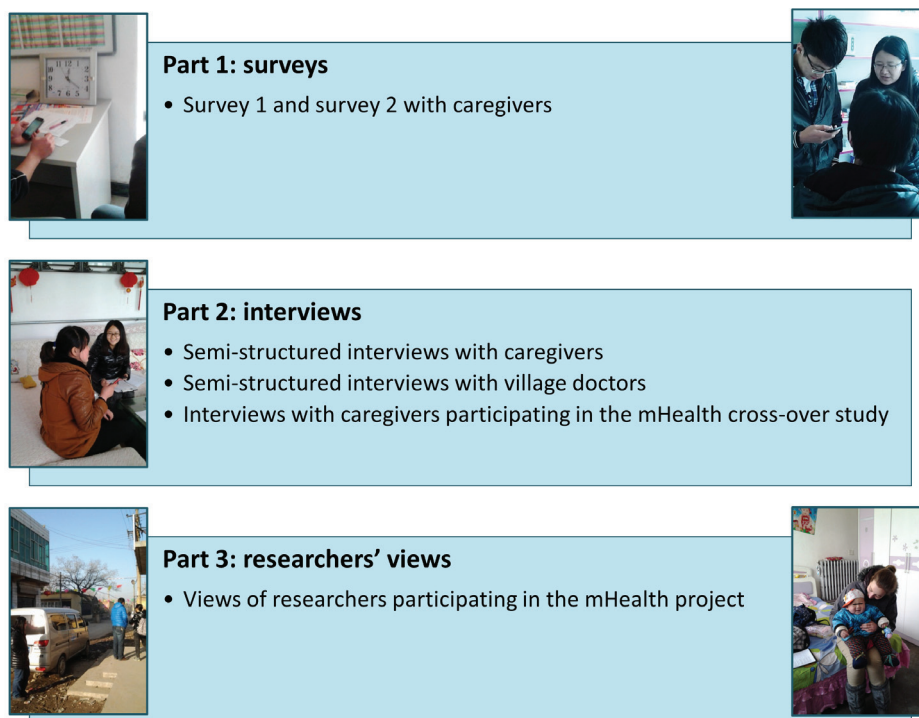 Part 1: surveys
• Survey 1 and survey 2 with caregivers
Part 2: interviews
• Semi-structured interviews with caregivers
• Semi-structured interviews with village doctors
• Interviews with caregivers participating in the mHealth cross-over study
Part 3: researchers’ views
• Views of researchers participating in the mHealth project